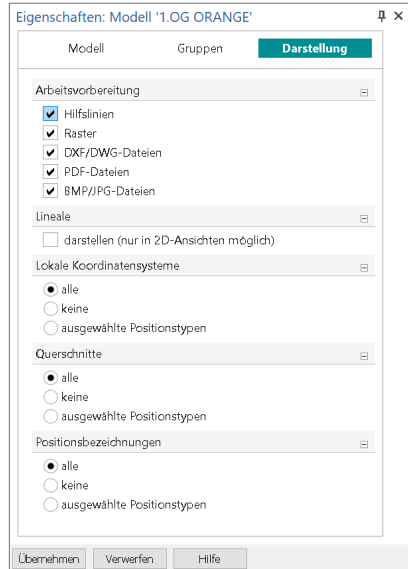 Eigenschaften: Modell '1.OG ORANGE'
Modell Gruppen Darstellung
Arbeitsvorbereitung
Hilfslinien
Raster
DXF/DWG-Dateien
PDF-Dateien
BMP/JPG-Dateien
Lineale
darstellen (nur in 2D-Ansichten möglich)
Lokale Koordinatensysteme
alle
keine
ausgewählte Positionstypen
Querschnitte
alle
keine
ausgewählte Positionstypen
Positionsbezeichnungen
alle
keine
ausgewählte Positionstypen
Übernehmen Verwerfen Hilfe